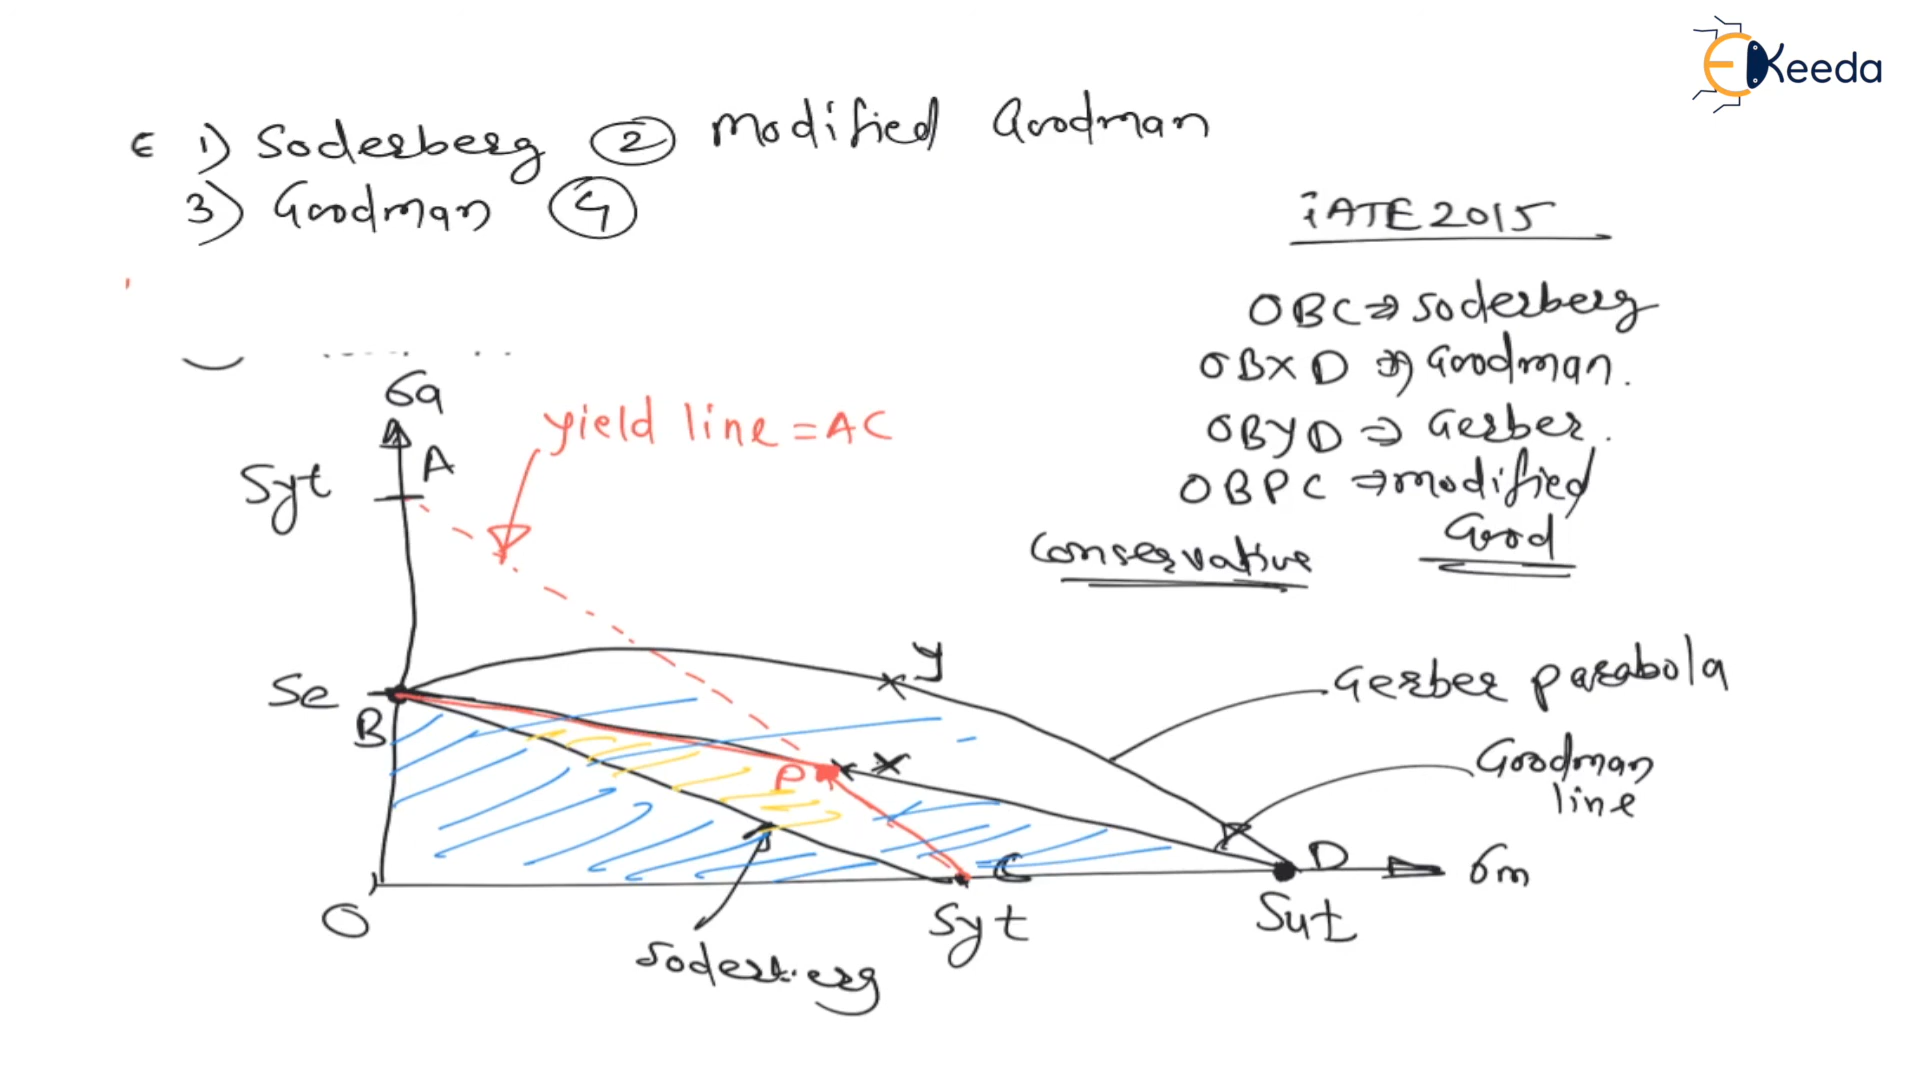 EKeeda
E 1) Soderberg ② modified Goodman
3) Goodman ④
GATE 2015
OBC ⇒ Soderberg
OBXD ⇒ Goodman.
OBYD ⇒ Gerber.
OBPC ⇒ modified
Good
Conservative
σa
A
Syt
yield line = AC
Y
Gerber parabola
Se
B
P
X
Goodman
line
C
D
σm
O
Syt
Sut
Soderberg